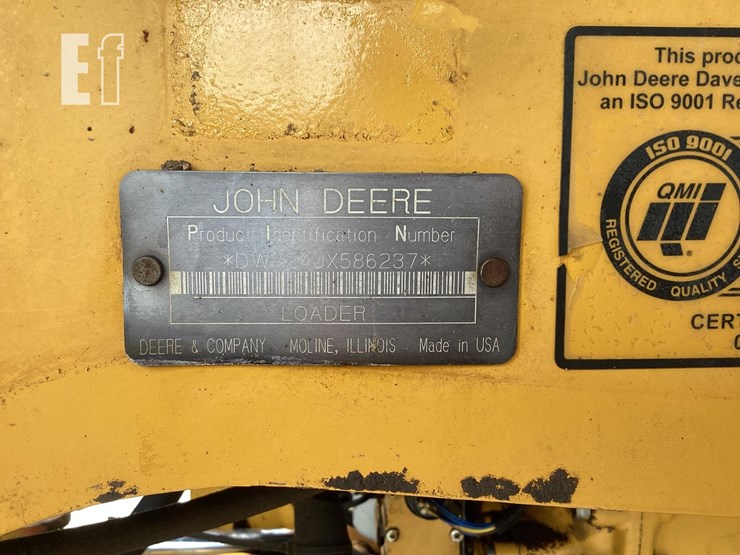 Ef
JOHN DEERE
Product Identification Number
LOADER
DEERE & COMPANY MOLINE, ILLINOIS Made in USA
This proc
John Deere Dave
an ISO 9001 Re
ISO 9001
QMI
REGISTERED QUALITY S
CERT